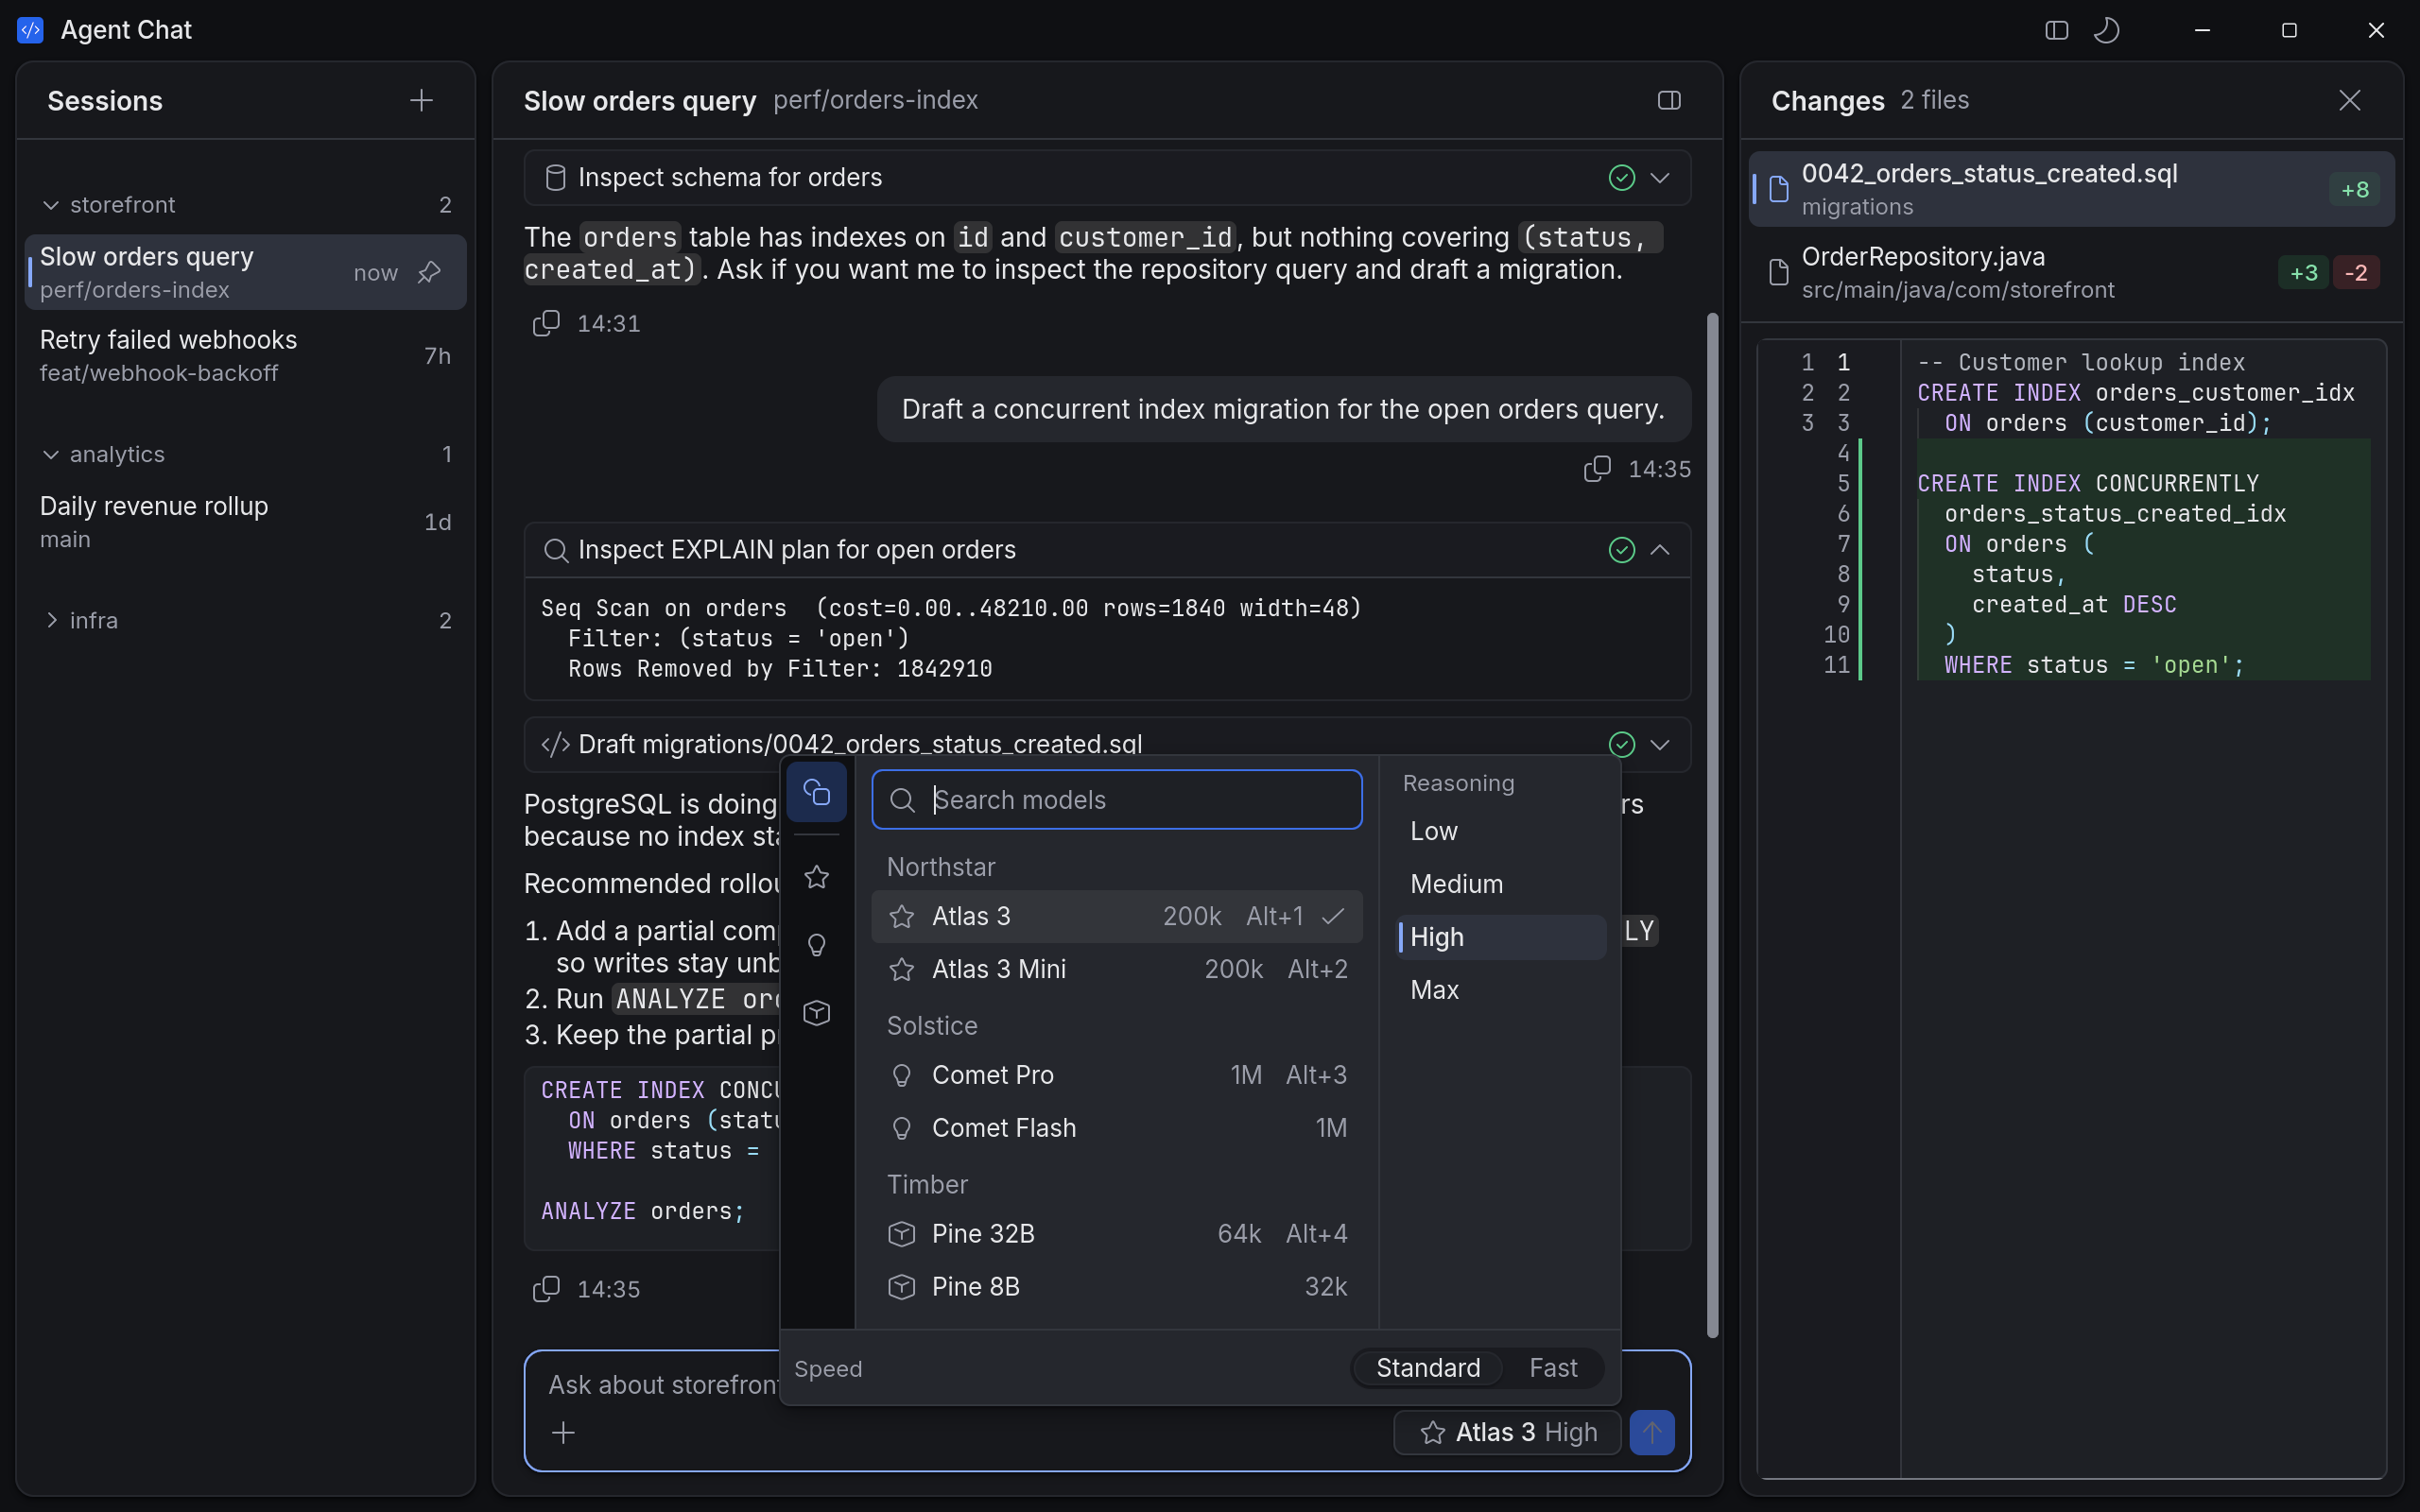 Agent Chat
Sessions
storefront 2
Slow orders query
perf/orders-index
now
Retry failed webhooks
feat/webhook-backoff
7h
analytics 1
Daily revenue rollup
main
1d
infra 2
Slow orders query perf/orders-index
Inspect schema for orders
The orders table has indexes on id and customer_id, but nothing covering (status,
created_at). Ask if you want me to inspect the repository query and draft a migration.
14:31
Draft a concurrent index migration for the open orders query.
14:35
Inspect EXPLAIN plan for open orders
Seq Scan on orders  (cost=0.00..48210.00 rows=1840 width=48)
Filter: (status = 'open')
Rows Removed by Filter: 1842910
Draft migrations/0042_orders_status_created.sql
PostgreSQL is doing
because no index
Recommended
1. Add a partial
LY
so writes stay
2. Run ANALYZE
3. Keep the partial
CREATE INDEX
ON orders (
WHERE status =
ANALYZE orders;
14:35
Search models
Northstar
Atlas 3 200k Alt+1
Atlas 3 Mini 200k Alt+2
Solstice
Comet Pro 1M Alt+3
Comet Flash 1M
Timber
Pine 32B 64k Alt+4
Pine 8B 32k
Reasoning
Low
Medium
High
Max
Speed Standard Fast
Ask about storefront
Atlas 3 High
Changes 2 files
0042_orders_status_created.sql
migrations
+8
OrderRepository.java
src/main/java/com/storefront
+3 -2
1 1 -- Customer lookup index
2 2 CREATE INDEX orders_customer_idx
3 3 ON orders (customer_id);
4
5 CREATE INDEX CONCURRENTLY
6 orders_status_created_idx
7 ON orders (
8 status,
9 created_at DESC
10 )
11 WHERE status = 'open';